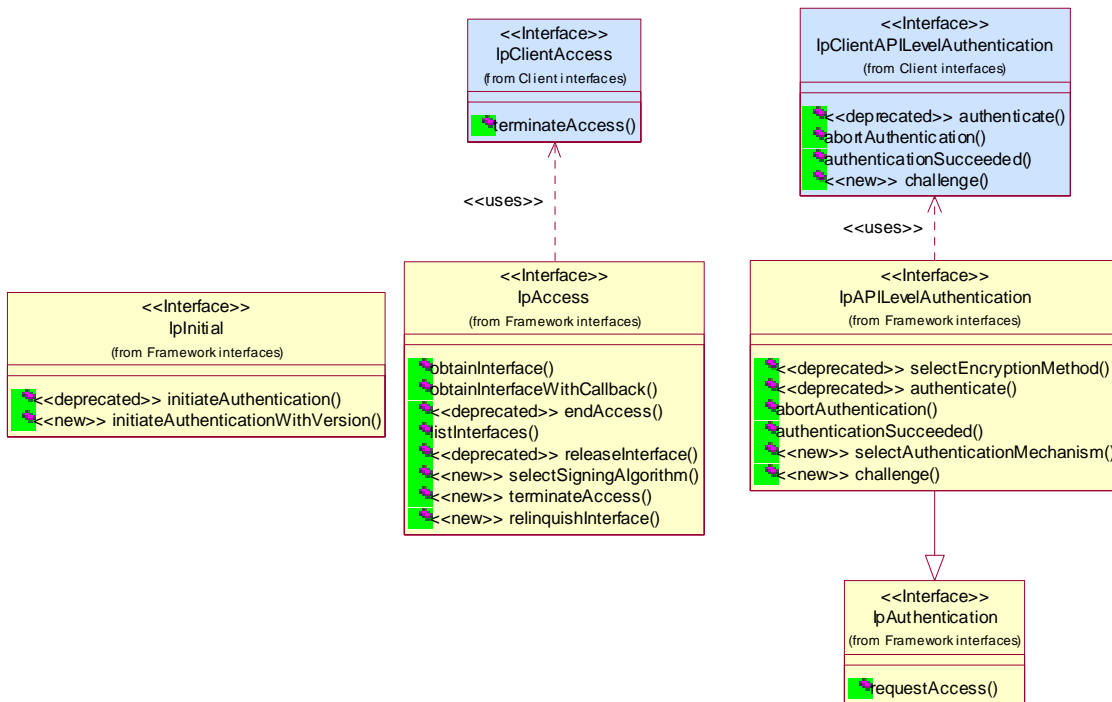 <<Interface>>
IpClientAccess
(from Client interfaces)
terminateAccess()
<<Interface>>
IpClientAPILevelAuthentication
(from Client interfaces)
<<deprecated>> authenticate()
abortAuthentication()
authenticationSucceeded()
<<new>> challenge()
<<uses>>
<<uses>>
<<Interface>>
IpInitial
(from Framework interfaces)
<<deprecated>> initiateAuthentication()
<<new>> initiateAuthenticationWithVersion()
<<Interface>>
IpAccess
(from Framework interfaces)
obtainInterface()
obtainInterfaceWithCallback()
<<deprecated>> endAccess()
listInterfaces()
<<deprecated>> releaseInterface()
<<new>> selectSigningAlgorithm()
<<new>> terminateAccess()
<<new>> relinquishInterface()
<<Interface>>
IpAPILevelAuthentication
(from Framework interfaces)
<<deprecated>> selectEncryptionMethod()
<<deprecated>> authenticate()
abortAuthentication()
authenticationSucceeded()
<<new>> selectAuthenticationMechanism()
<<new>> challenge()
<<Interface>>
IpAuthentication
(from Framework interfaces)
requestAccess()